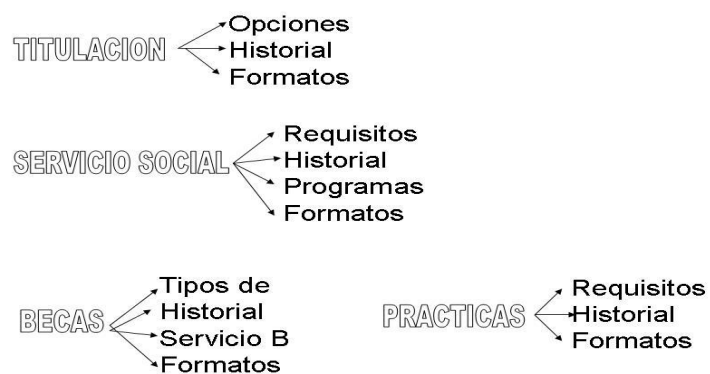 TITULACION
Opciones
Historial
Formatos
SERVICIO SOCIAL
Requisitos
Historial
Programas
Formatos
BECAS
Tipos de
Historial
Servicio B
Formatos
PRACTICAS
Requisitos
Historial
Formatos